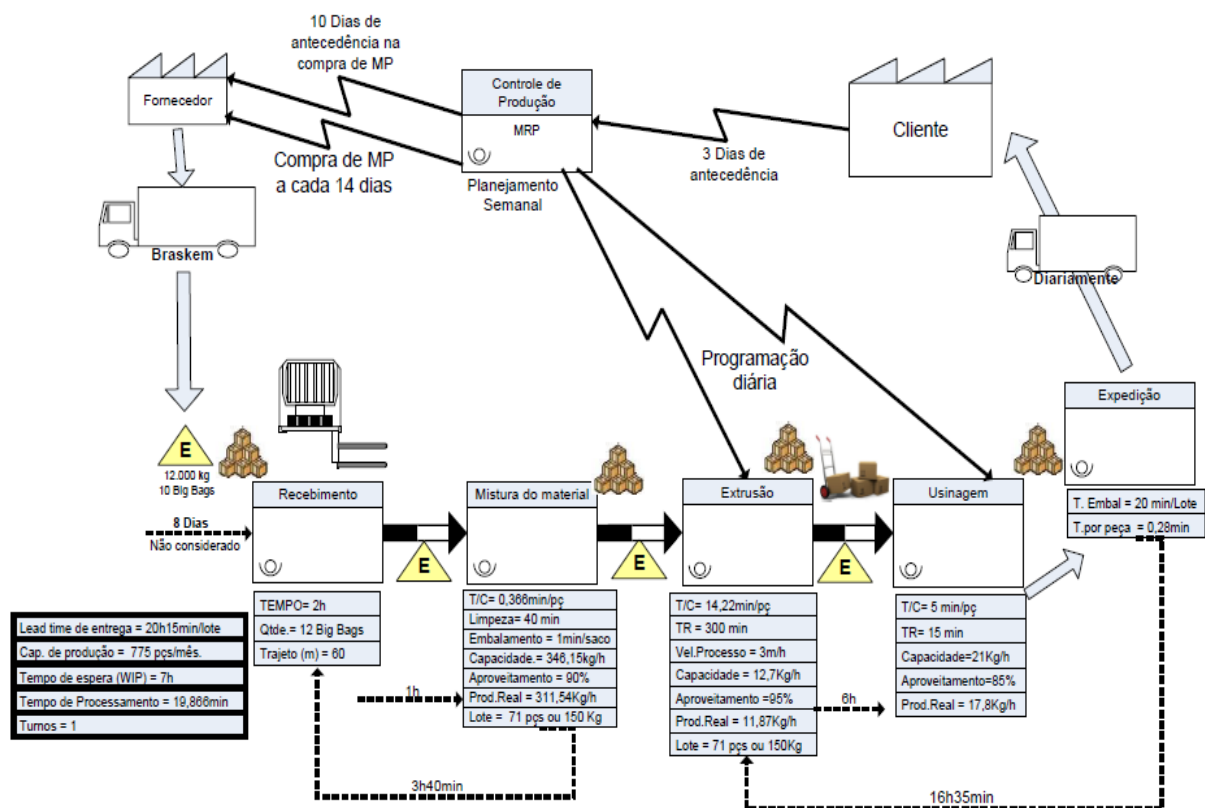 10 Dias de
antecedência na
compra de MP
Fornecedor
Controle de
Produção
MRP
Cliente
Compra de MP
a cada 14 dias
3 Dias de
antecedência
Planejamento
Semanal
Braskem
Diariamente
Programação
diária
Expedição
E
12.000 kg
10 Big Bags
Recebimento
Mistura do material
Extrusão
Usinagem
T. Embal = 20 min/Lote
T.por peça = 0,28min
8 Dias
Não considerado
E
E
E
TEMPO= 2h
Qtde.= 12 Big Bags
Trajeto (m) = 60
T/C= 0,366min/pç
Limpeza= 40 min
Embalamento = 1min/saco
Capacidade.= 346,15kg/h
Aproveitamento = 90%
Prod.Real = 311,54Kg/h
Lote = 71 pçs ou 150 Kg
T/C= 14,22min/pç
TR = 300 min
Vel.Processo = 3m/h
Capacidade = 12,7Kg/h
Aproveitamento =95%
Prod.Real = 11,87Kg/h
Lote = 71 pçs ou 150Kg
T/C= 5 min/pç
TR= 15 min
Capacidade=21Kg/h
Aproveitamento=85%
Prod.Real = 17,8Kg/h
Lead time de entrega = 20h15min/lote
Cap. de produção = 775 pçs/mês.
Tempo de espera (WIP) = 7h
Tempo de Processamento = 19,866min
Turnos = 1
1h
6h
3h40min
16h35min